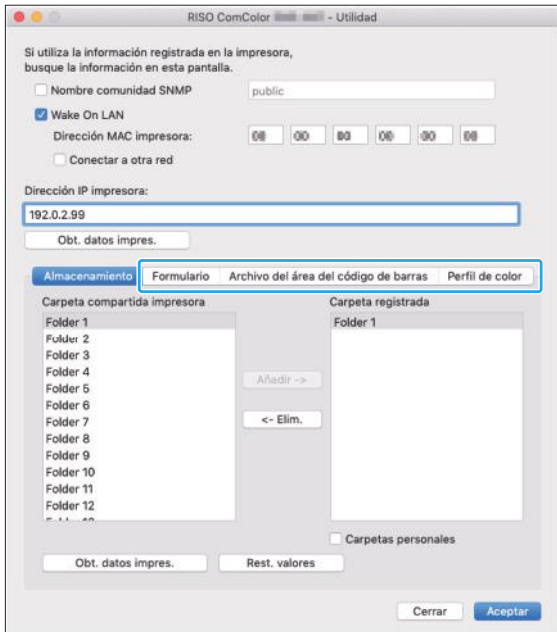 RISO ComColor - Utilidad
Si utiliza la información registrada en la impresora,
busque la información en esta pantalla.
Nombre comunidad SNMP public
Wake On LAN
Dirección MAC impresora:
Conectar a otra red
Dirección IP impresora:
192.0.2.99
Obt. datos impres.
Almacenamiento Formulario Archivo del área del código de barras Perfil de color
Carpeta compartida impresora Carpeta registrada
Folder 1 Folder 1
Folder 2
Folder 3
Folder 4
Folder 5
Folder 6
Folder 7
Folder 8
Folder 9
Folder 10
Folder 11
Folder 12
Añadir ->
<- Elim.
Carpetas personales
Obt. datos impres. Rest. valores
Cerrar Aceptar